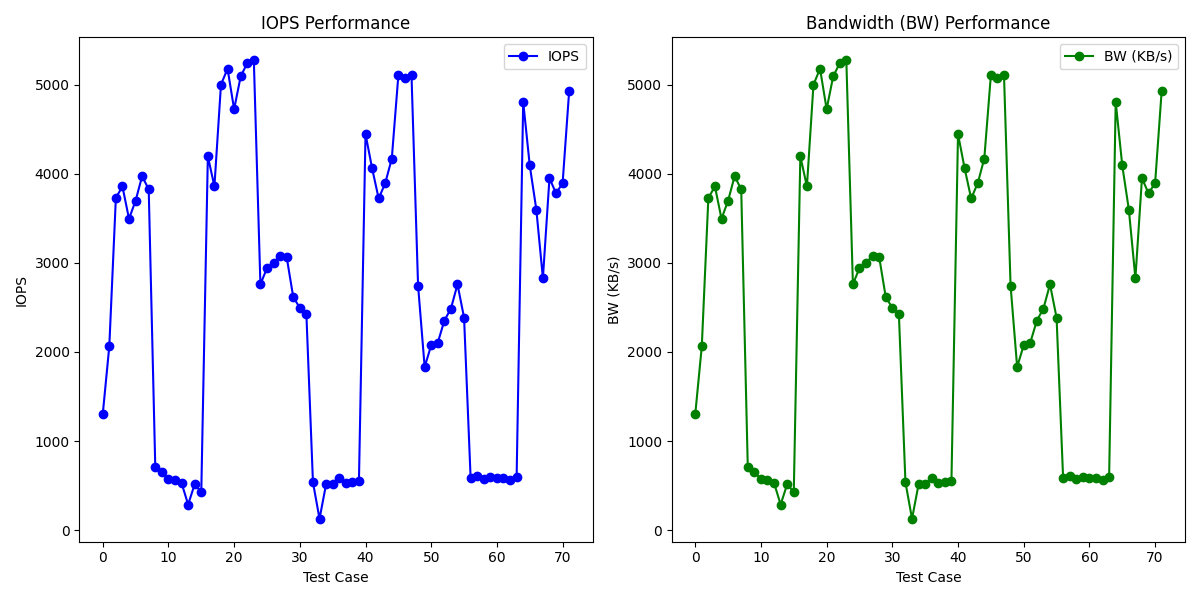 IOPS Performance
IOPS
IOPS
5000
4000
3000
2000
1000
0
0 10 20 30 40 50 60 70
Test Case
Bandwidth (BW) Performance
BW (KB/s)
BW (KB/s)
5000
4000
3000
2000
1000
0
0 10 20 30 40 50 60 70
Test Case